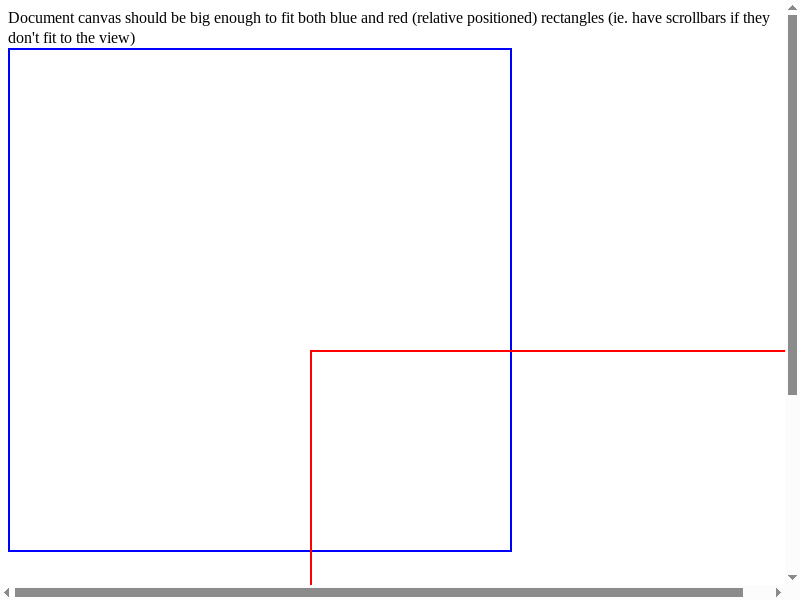 Document canvas should be big enough to fit both blue and red (relative positioned) rectangles (ie. have scrollbars if they
don't fit to the view)